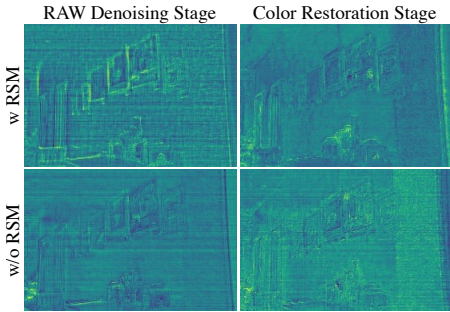 RAW Denoising Stage Color Restoration Stage
w RSM
w/o RSM